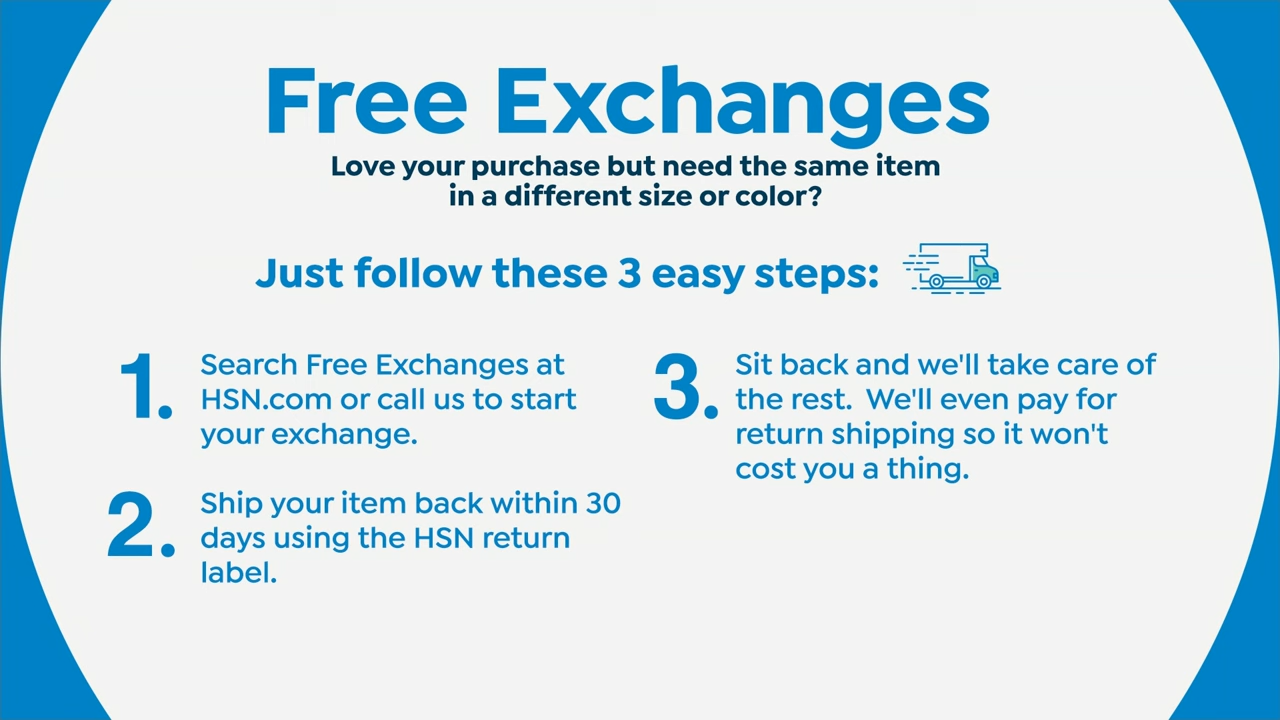 Free Exchanges
Love your purchase but need the same item
in a different size or color?
Just follow these 3 easy steps:
1. Search Free Exchanges at
HSN.com or call us to start
your exchange.
2. Ship your item back within 30
days using the HSN return
label.
3. Sit back and we'll take care of
the rest.  We'll even pay for
return shipping so it won't
cost you a thing.